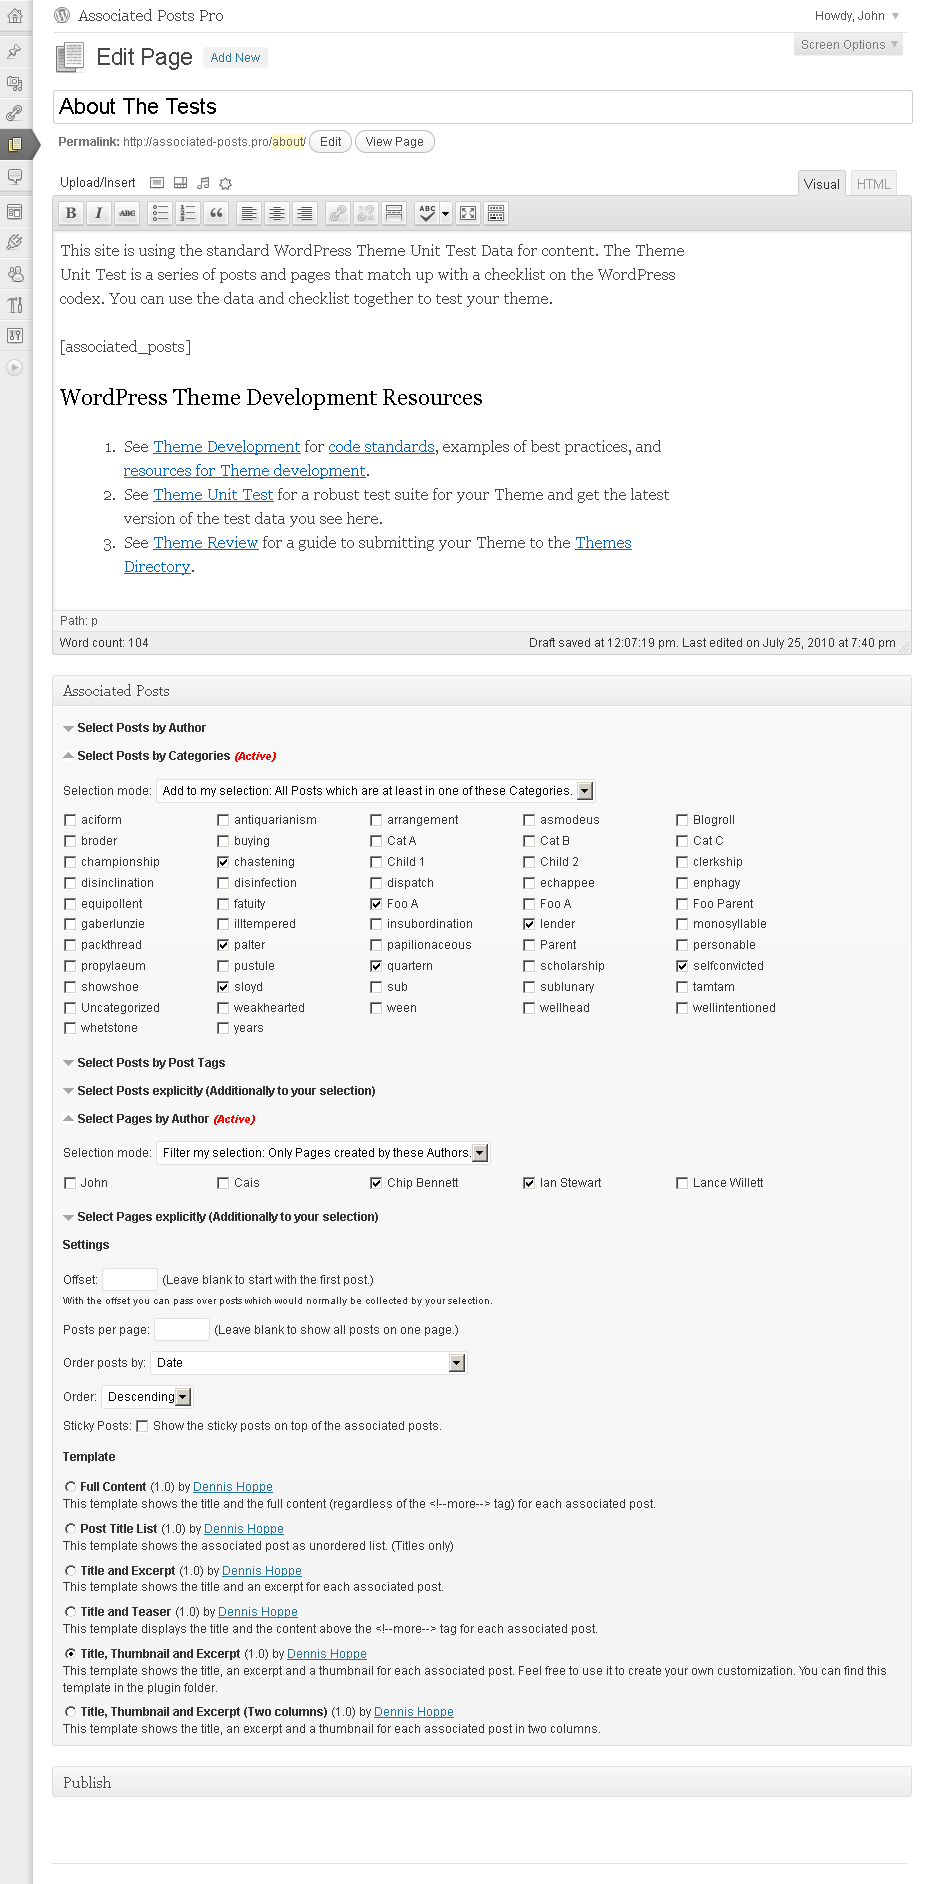 Associated Posts Pro
Howdy, John
Screen Options
Edit Page Add New
About The Tests
Permalink: http://associated-posts.pro/about/ Edit View Page
Upload/Insert
Visual HTML
B I ABC ABC
This site is using the standard WordPress Theme Unit Test Data for content. The Theme
Unit Test is a series of posts and pages that match up with a checklist on the WordPress
codex. You can use the data and checklist together to test your theme.
[associated_posts]
WordPress Theme Development Resources
1. See Theme Development for code standards, examples of best practices, and
resources for Theme development.
2. See Theme Unit Test for a robust test suite for your Theme and get the latest
version of the test data you see here.
3. See Theme Review for a guide to submitting your Theme to the Themes
Directory.
Path: p
Word count: 104 Draft saved at 12:07:19 pm. Last edited on July 25, 2010 at 7:40 pm
Associated Posts
Select Posts by Author
Select Posts by Categories (Active)
Selection mode: Add to my selection: All Posts which are at least in one of these Categories.
aciform antiquarianism arrangement asmodeus Blogroll
broder buying Cat A Cat B Cat C
championship chastening Child 1 Child 2 clerkship
disinclination disinfection dispatch echappee enphagy
equipollent fatuity Foo A Foo A Foo Parent
gaberlunzie illtempered insubordination lender monosyllable
packthread palter papilionaceous Parent personable
propylaeum pustule quartern scholarship selfconvicted
showshoe sloyd sub sublunary tamtam
Uncategorized weakhearted ween wellhead wellintentioned
whetstone years
Select Posts by Post Tags
Select Posts explicitly (Additionally to your selection)
Select Pages by Author (Active)
Selection mode: Filter my selection: Only Pages created by these Authors.
John Cais Chip Bennett Ian Stewart Lance Willett
Select Pages explicitly (Additionally to your selection)
Settings
Offset: (Leave blank to start with the first post.)
With the offset you can pass over posts which would normally be collected by your selection.
Posts per page: (Leave blank to show all posts on one page.)
Order posts by: Date
Order: Descending
Sticky Posts: Show the sticky posts on top of the associated posts.
Template
Full Content (1.0) by Dennis Hoppe
This template shows the title and the full content (regardless of the <!--more--> tag) for each associated post.
Post Title List (1.0) by Dennis Hoppe
This template shows the associated post as unordered list. (Titles only)
Title and Excerpt (1.0) by Dennis Hoppe
This template shows the title and an excerpt for each associated post.
Title and Teaser (1.0) by Dennis Hoppe
This template displays the title and the content above the <!--more--> tag for each associated post.
Title, Thumbnail and Excerpt (1.0) by Dennis Hoppe
This template shows the title, an excerpt and a thumbnail for each associated post. Feel free to use it to create your own customization. You can find this
template in the plugin folder.
Title, Thumbnail and Excerpt (Two columns) (1.0) by Dennis Hoppe
This template shows the title, an excerpt and a thumbnail for each associated post in two columns.
Publish